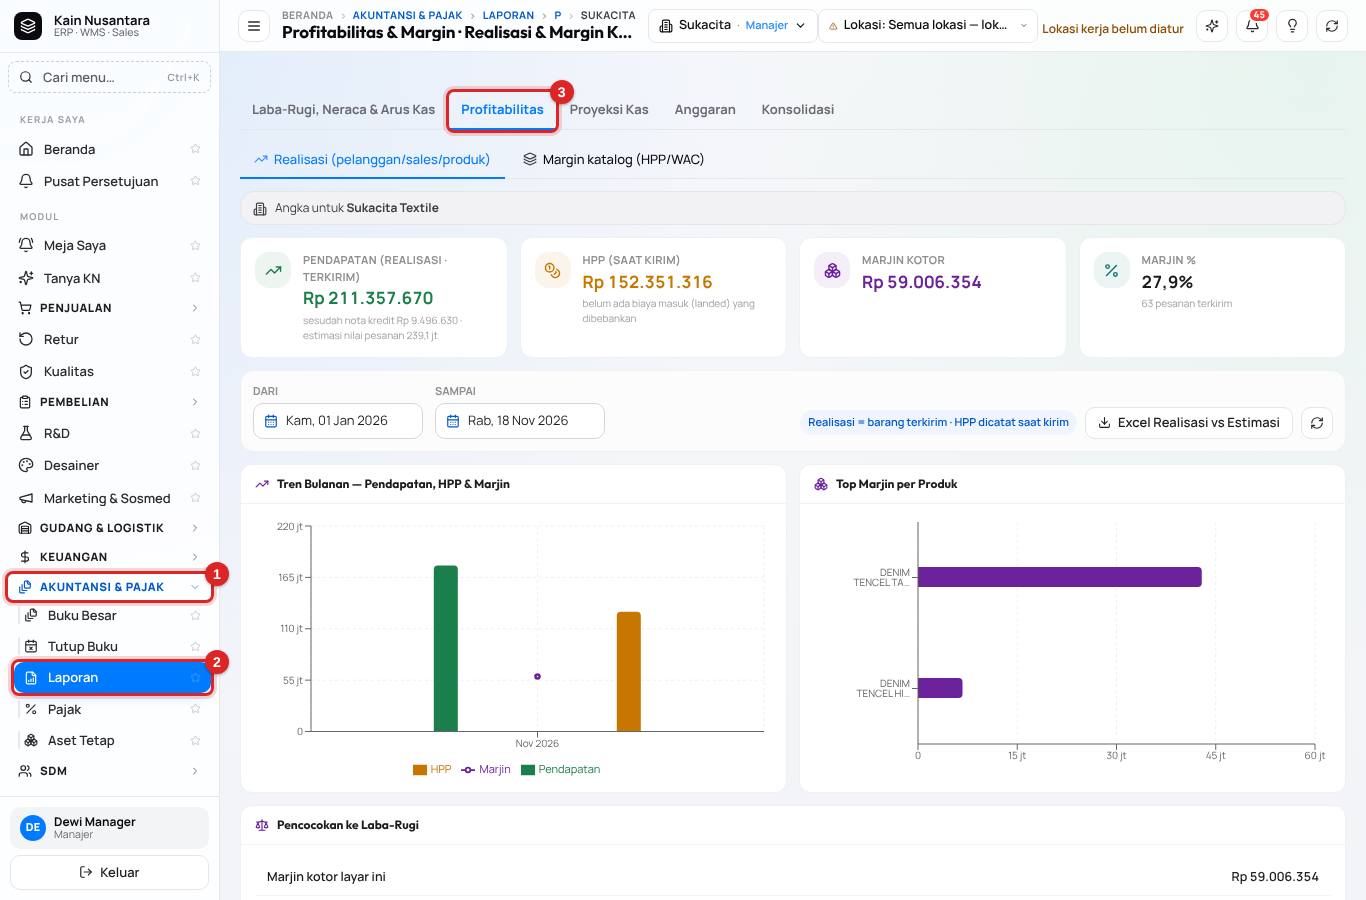 Kain Nusantara
ERP · WMS · Sales
Cari menu... Ctrl+K
KERJA SAYA
Beranda
Pusat Persetujuan
MODUL
Meja Saya
Tanya KN
PENJUALAN
Retur
Kualitas
PEMBELIAN
R&D
Desainer
Marketing & Sosmed
GUDANG & LOGISTIK
KEUANGAN
1
AKUNTANSI & PAJAK
Buku Besar
Tutup Buku
2
Laporan
Pajak
Aset Tetap
SDM
DE
Dewi Manager
Manajer
Keluar
BERANDA › AKUNTANSI & PAJAK › LAPORAN › P › SUKACITA
Profitabilitas & Margin · Realisasi & Margin K...
Sukacita · Manajer
Lokasi: Semua lokasi — lok...
Lokasi kerja belum diatur
45
Laba-Rugi, Neraca & Arus Kas
Profitabilitas
3
Proyeksi Kas
Anggaran
Konsolidasi
Realisasi (pelanggan/sales/produk)
Margin katalog (HPP/WAC)
Angka untuk Sukacita Textile
PENDAPATAN (REALISASI ·
TERKIRIM)
Rp 211.357.670
sesudah nota kredit Rp 9.496.630 ·
estimasi nilai pesanan 239,1 jt
HPP (SAAT KIRIM)
Rp 152.351.316
belum ada biaya masuk (landed) yang
dibebankan
MARJIN KOTOR
Rp 59.006.354
MARJIN %
27,9%
63 pesanan terkirim
DARI
Kam, 01 Jan 2026
SAMPAI
Rab, 18 Nov 2026
Realisasi = barang terkirim · HPP dicatat saat kirim
Excel Realisasi vs Estimasi
Tren Bulanan — Pendapatan, HPP & Marjin
220 jt
165 jt
110 jt
55 jt
0
Nov 2026
HPP Marjin Pendapatan
Top Marjin per Produk
DENIM
TENCEL TA...
DENIM
TENCEL HI...
0 15 jt 30 jt 45 jt 60 jt
Pencocokan ke Laba-Rugi
Marjin kotor layar ini Rp 59.006.354